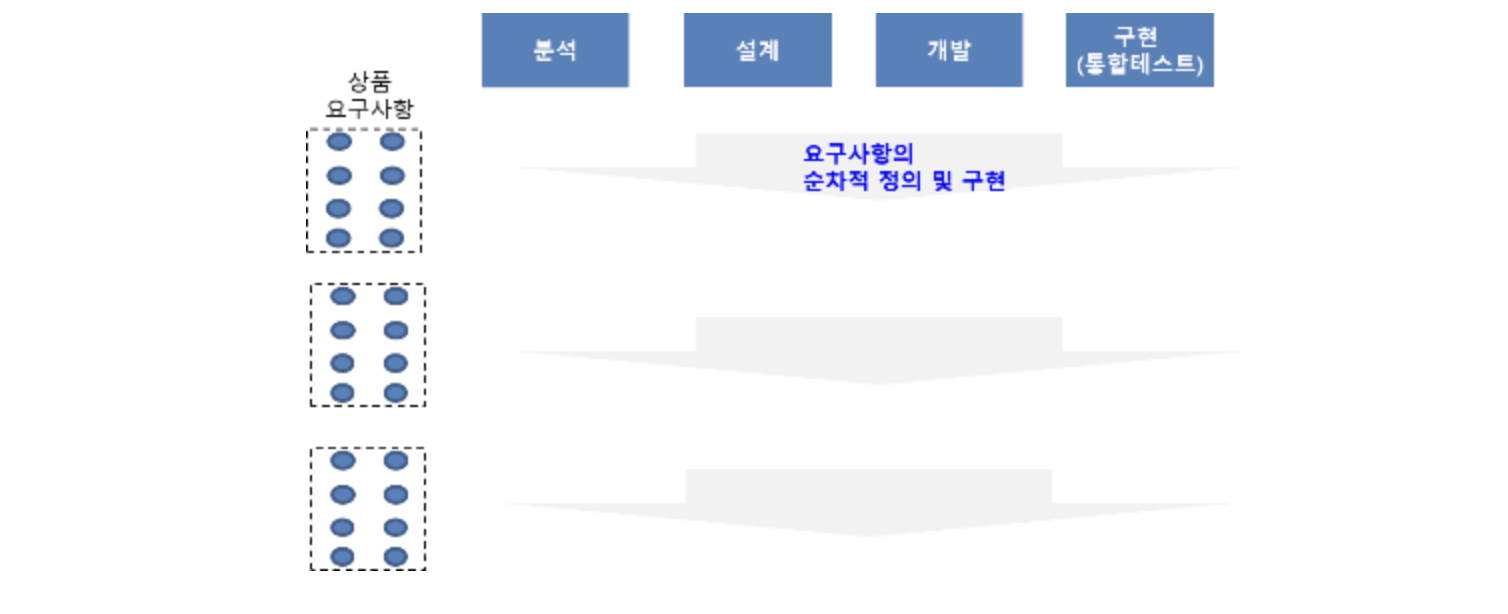 분석
설계
개발
구현
(통합테스트)
상품
요구사항
요구사항의
순차적 정의 및 구현